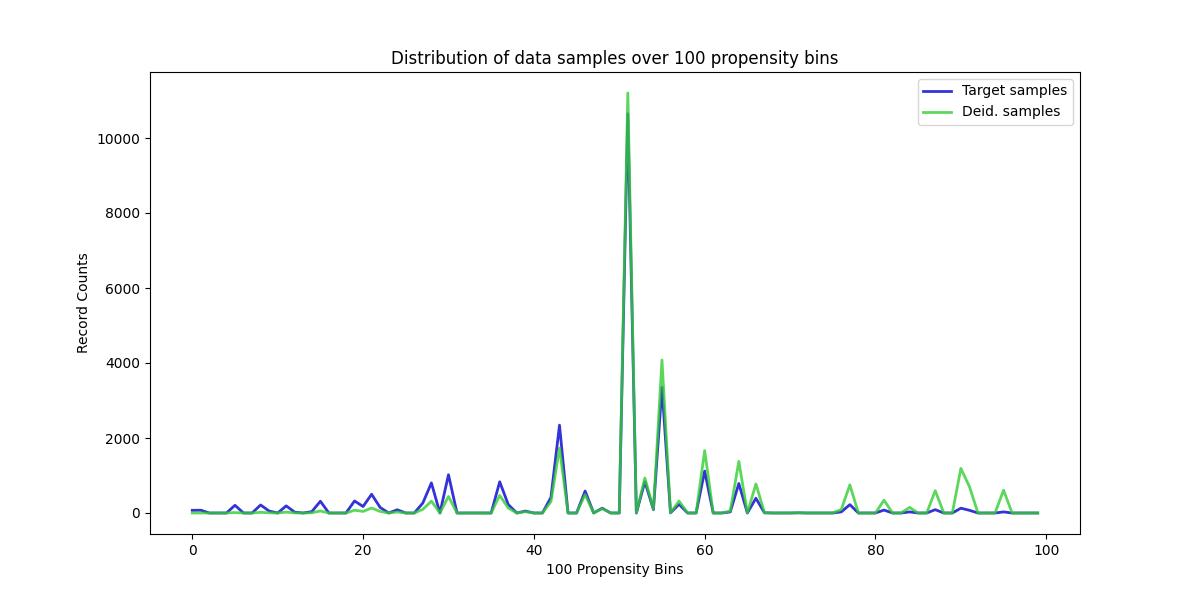 Distribution of data samples over 100 propensity bins
Target samples
Deid. samples
Record Counts
10000
8000
6000
4000
2000
0
0 20 40 60 80 100
100 Propensity Bins